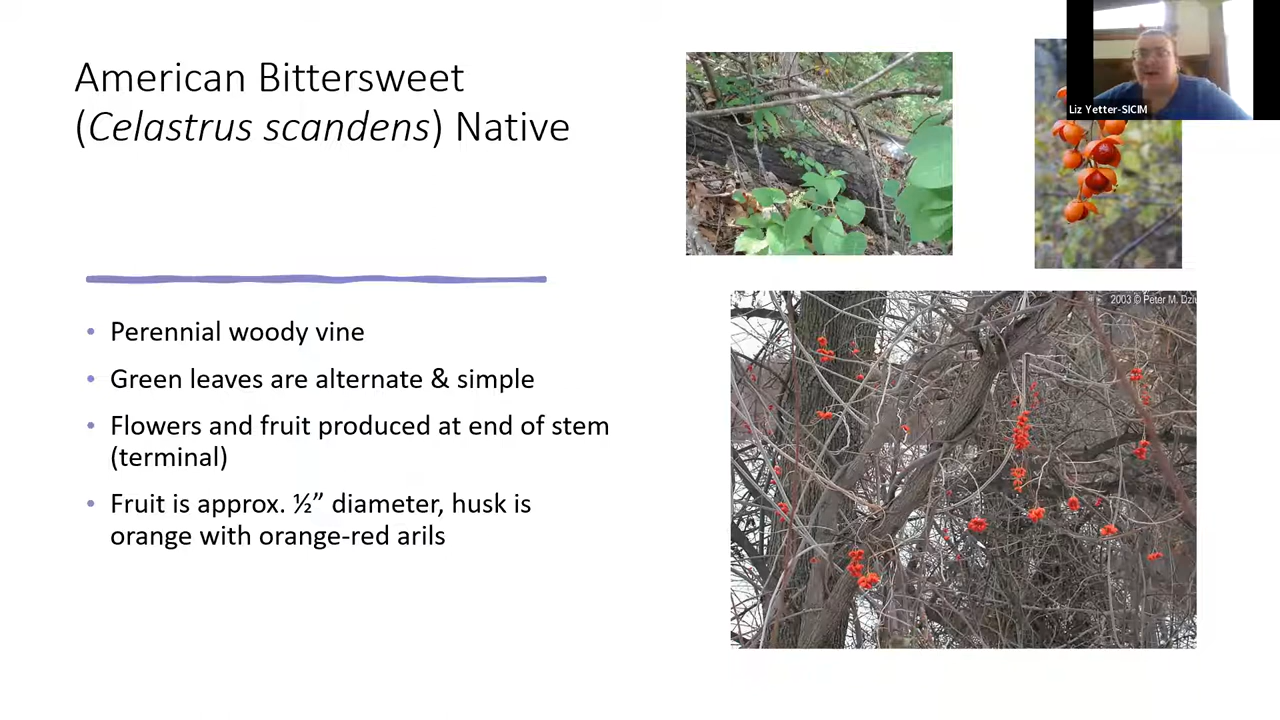 American Bittersweet
(Celastrus scandens) Native
Liz Yetter-SICIM
2003 © Peter M. Dziu
• Perennial woody vine
• Green leaves are alternate & simple
• Flowers and fruit produced at end of stem
(terminal)
• Fruit is approx. ½” diameter, husk is
orange with orange-red arils